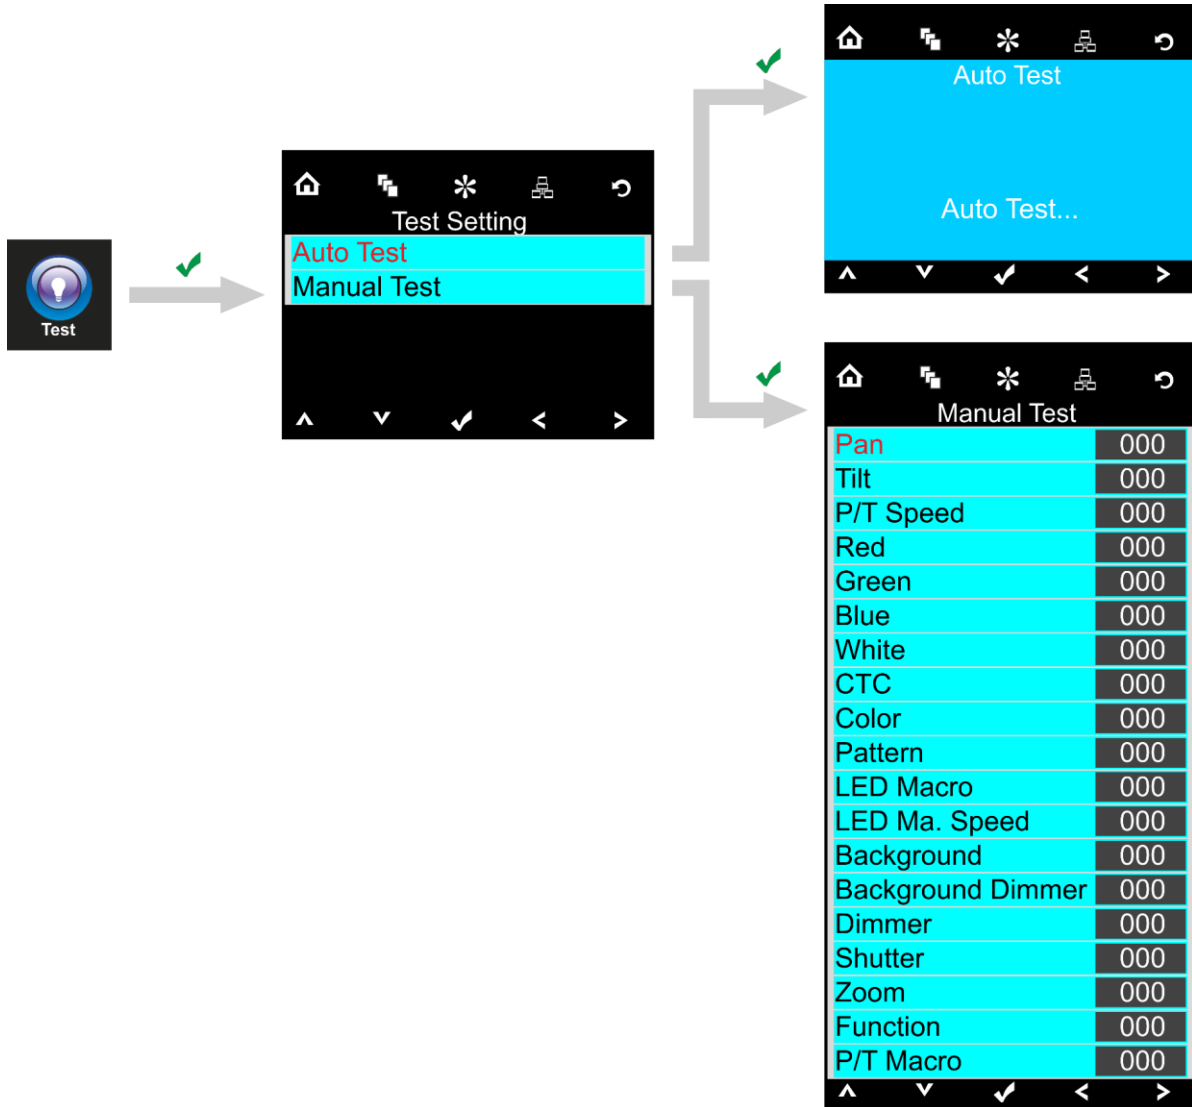 Test
Test Setting
Auto Test
Manual Test
Auto Test
Auto Test...
Manual Test
Pan 000
Tilt 000
P/T Speed 000
Red 000
Green 000
Blue 000
White 000
CTC 000
Color 000
Pattern 000
LED Macro 000
LED Ma. Speed 000
Background 000
Background Dimmer 000
Dimmer 000
Shutter 000
Zoom 000
Function 000
P/T Macro 000